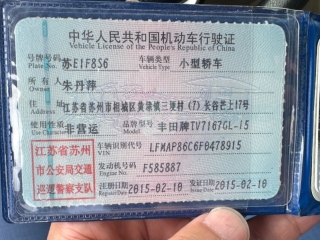 中华人民共和国机动车行驶证
Vehicle License of the People's Republic of China
号牌号码 苏E1F8S6 车辆类型 小型轿车
Plate No. Vehicle Type
所有人 朱丹萍
Owner
住址 江苏省苏州市相城区黄埭镇三埂村(7)长谷芒上17号
Address
使用性质 非营运 品牌型号 丰田牌TV7167GL-i5
Use Character Model
江苏省苏州
市公安局交通
巡逻警察支队
车辆识别代号 LFMAP86C6F0478915
VIN
发动机号码 F585887
Engine No.
注册日期 2015-02-10 发证日期 2015-02-10
Register Date Issue Date